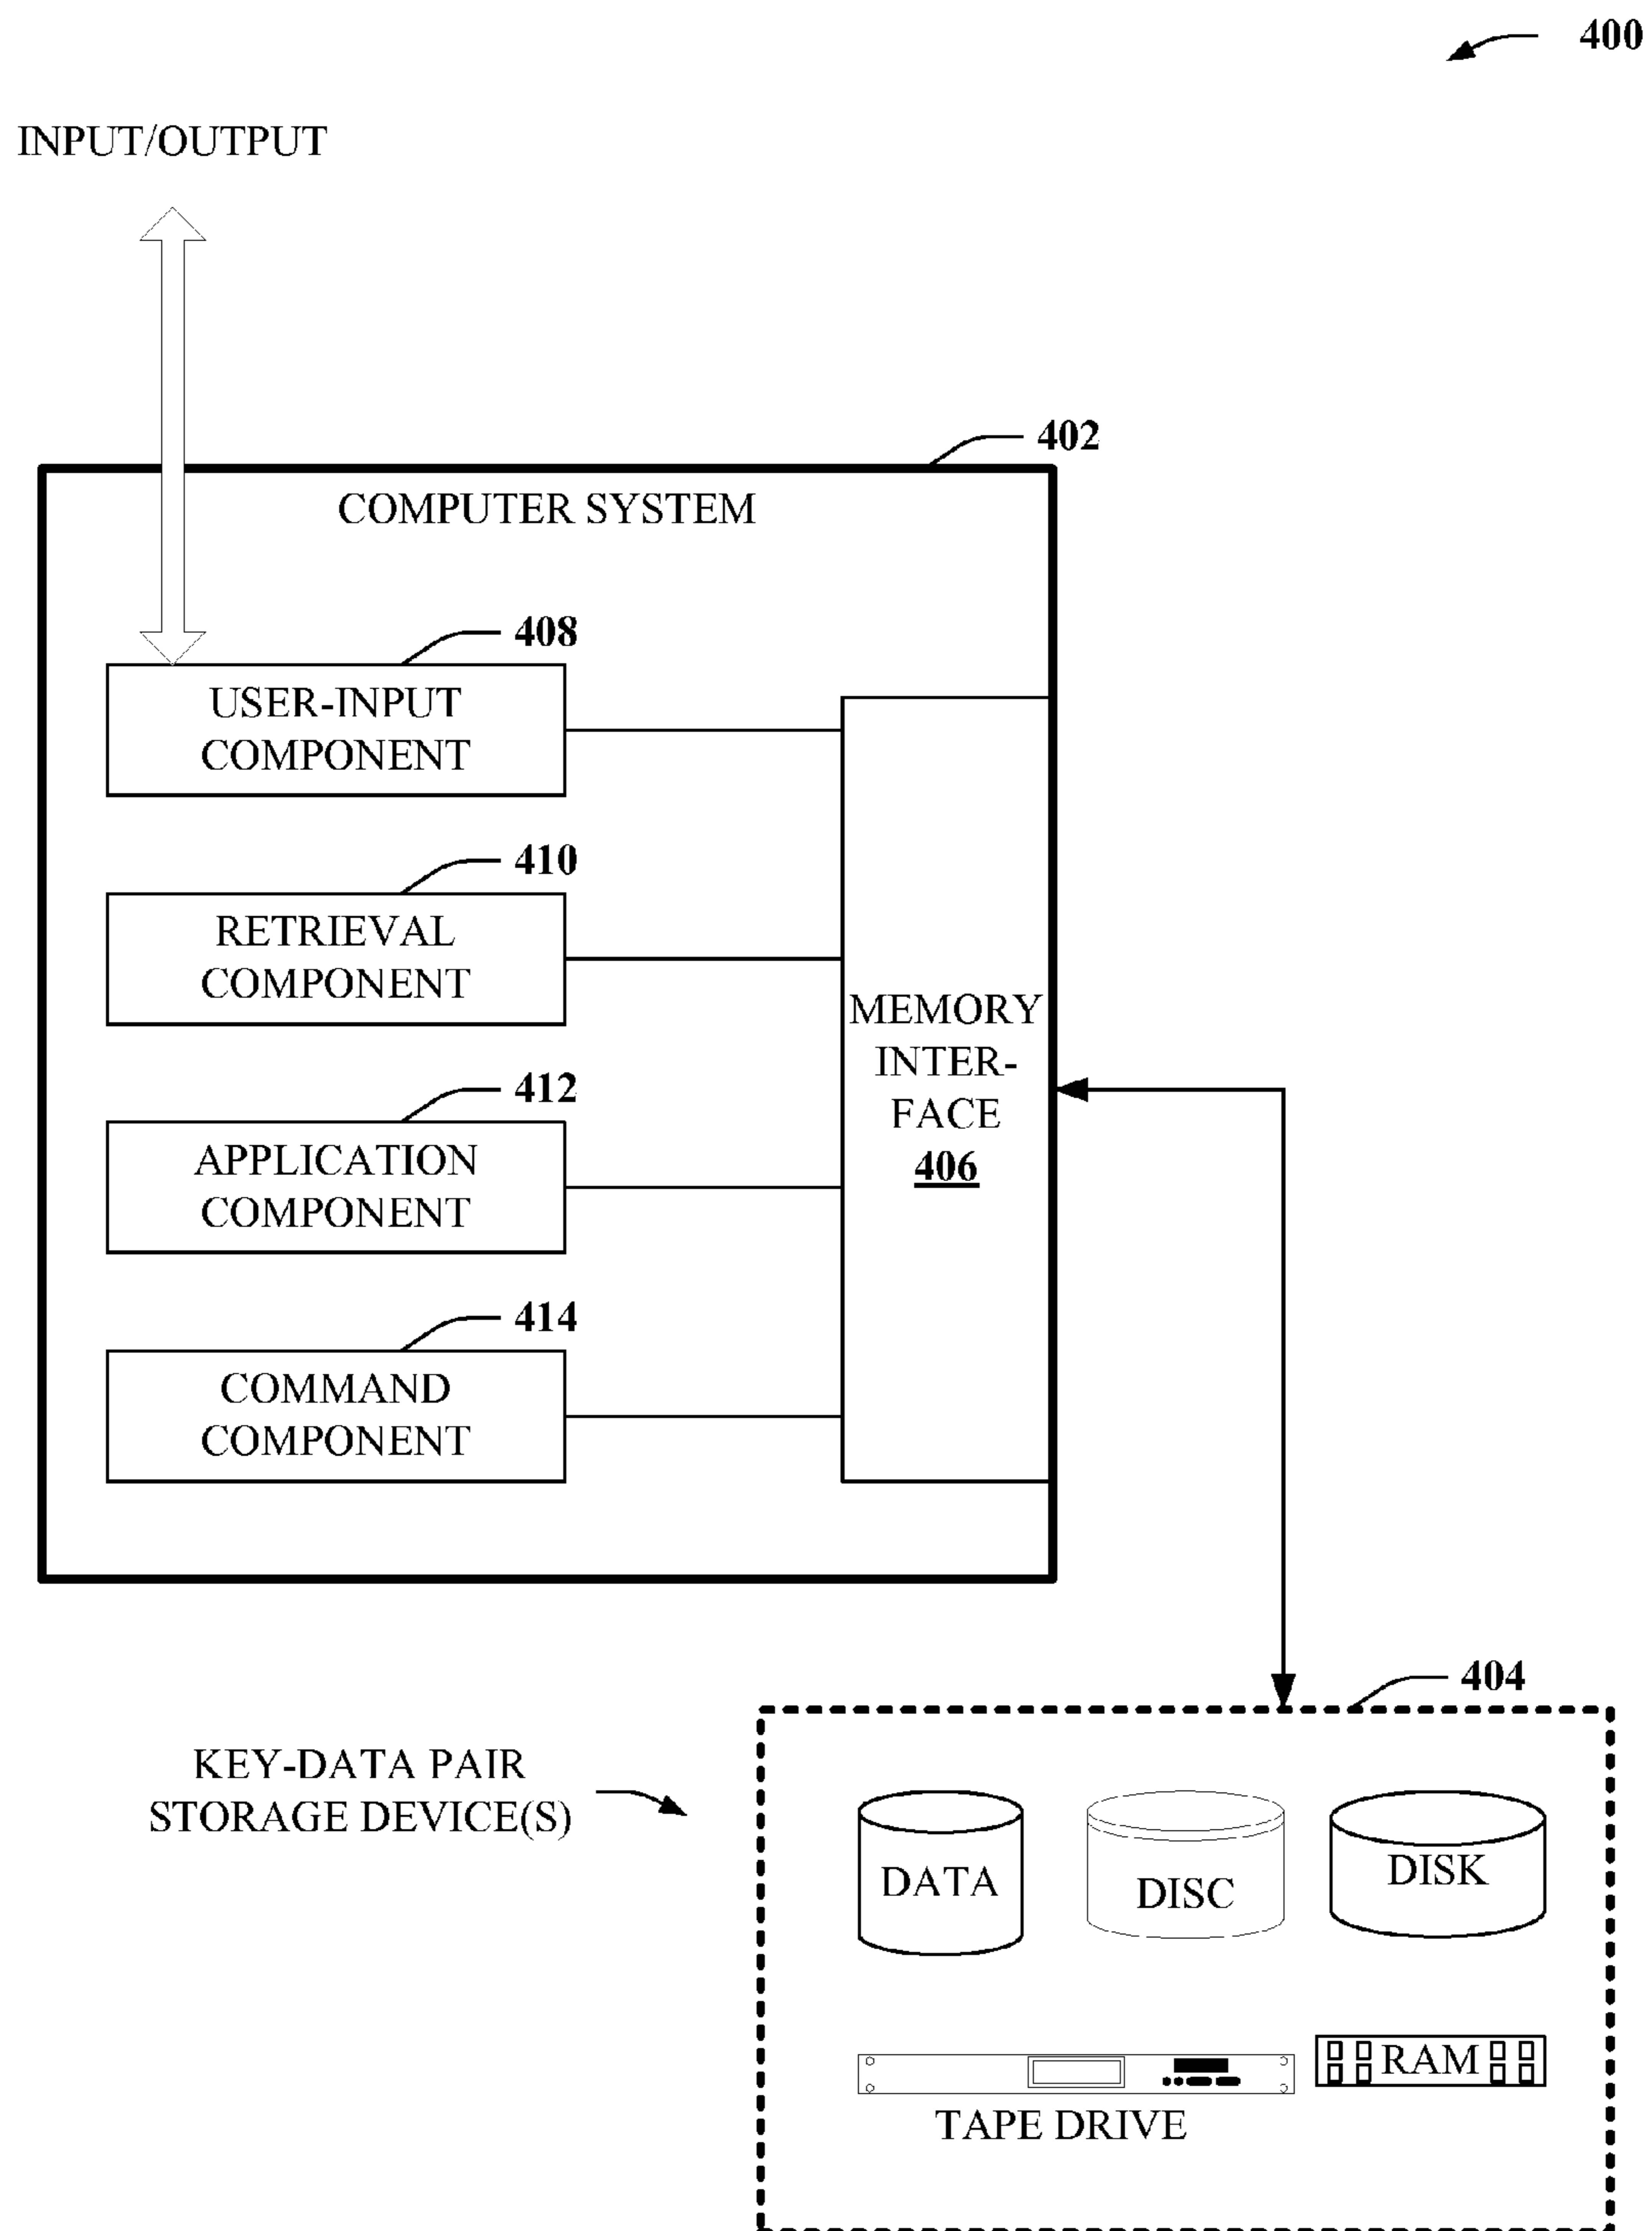 400
INPUT/OUTPUT
402
COMPUTER SYSTEM
408
USER-INPUT
COMPONENT
410
RETRIEVAL
COMPONENT
MEMORY
INTER-
FACE
406
412
APPLICATION
COMPONENT
414
COMMAND
COMPONENT
404
KEY-DATA PAIR
STORAGE DEVICE(S)
DATA
DISC
DISK
RAM
TAPE DRIVE